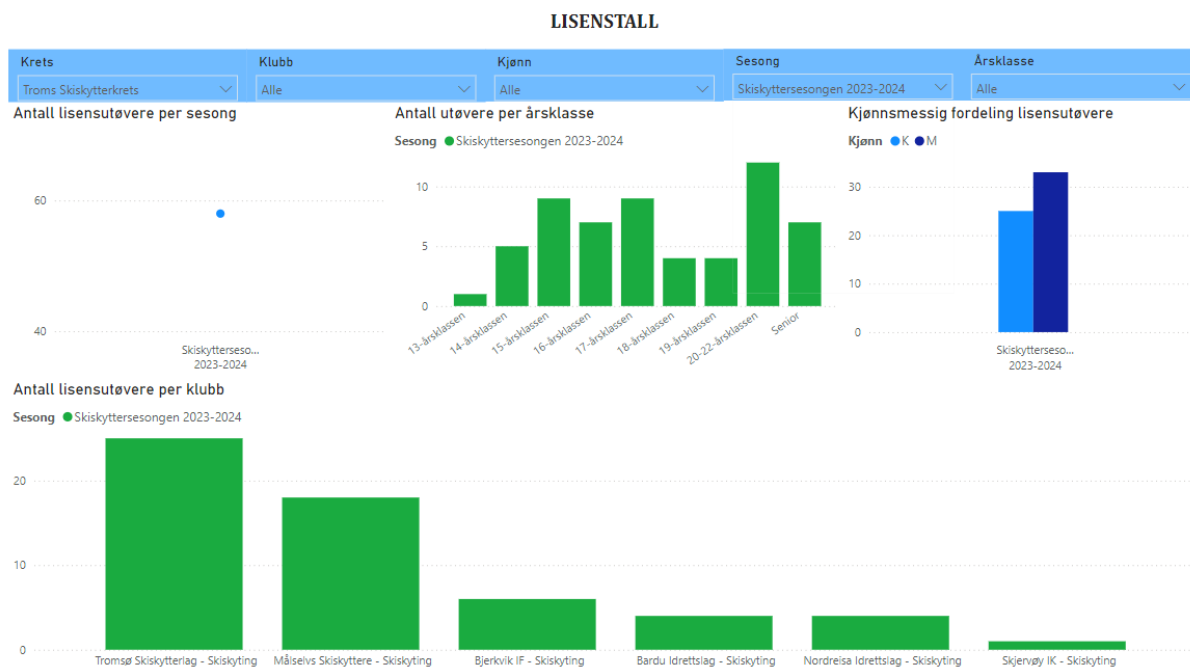 LISENSTALL
Krets Klubb Kjønn Sesong Årsklasse
Troms Skiskytterkrets Alle Alle Skiskyttersesongen 2023-2024 Alle
Antall lisensutøvere per sesong
60
40
Skiskytterseso...
2023-2024
Antall utøvere per årsklasse
Sesong Skiskyttersesongen 2023-2024
10
5
0
13-årsklassen
14-årsklassen
15-årsklassen
16-årsklassen
17-årsklassen
18-årsklassen
19-årsklassen
20-22-årsklassen
Senior
Kjønnsmessig fordeling lisensutøvere
Kjønn K M
30
20
10
0
Skiskytterseso...
2023-2024
Antall lisensutøvere per klubb
Sesong Skiskyttersesongen 2023-2024
20
10
0
Tromsø Skiskytterlag - Skiskyting Målselvs Skiskyttere - Skiskyting Bjerkvik IF - Skiskyting Bardu Idrettslag - Skiskyting Nordreisa Idrettslag - Skiskyting Skjervøy IK - Skiskyting